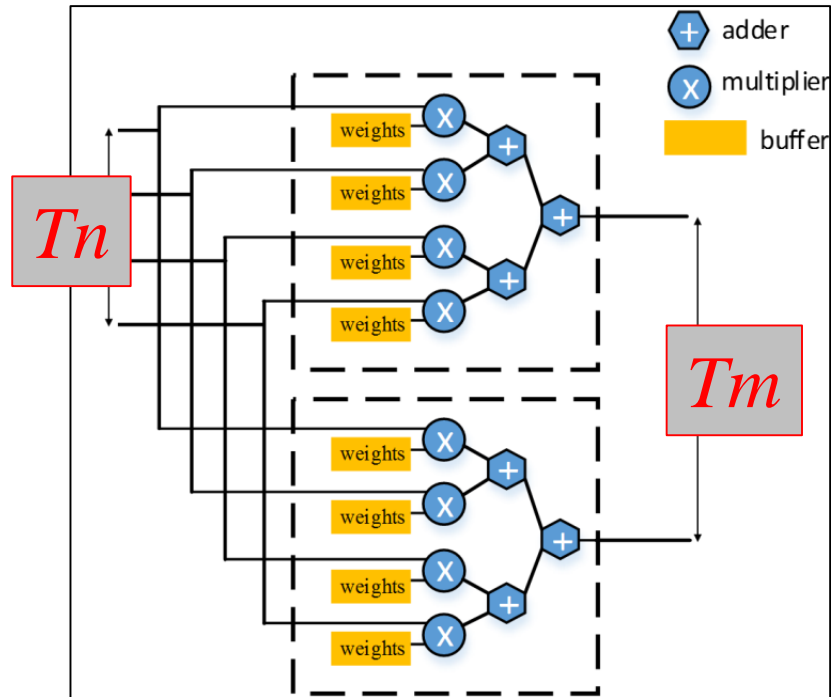 + adder
X multiplier
buffer
X
weights
+
X
weights
Tn
+
X
weights
+
X
weights
Tm
X
weights
+
X
weights
+
X
weights
+
X
weights